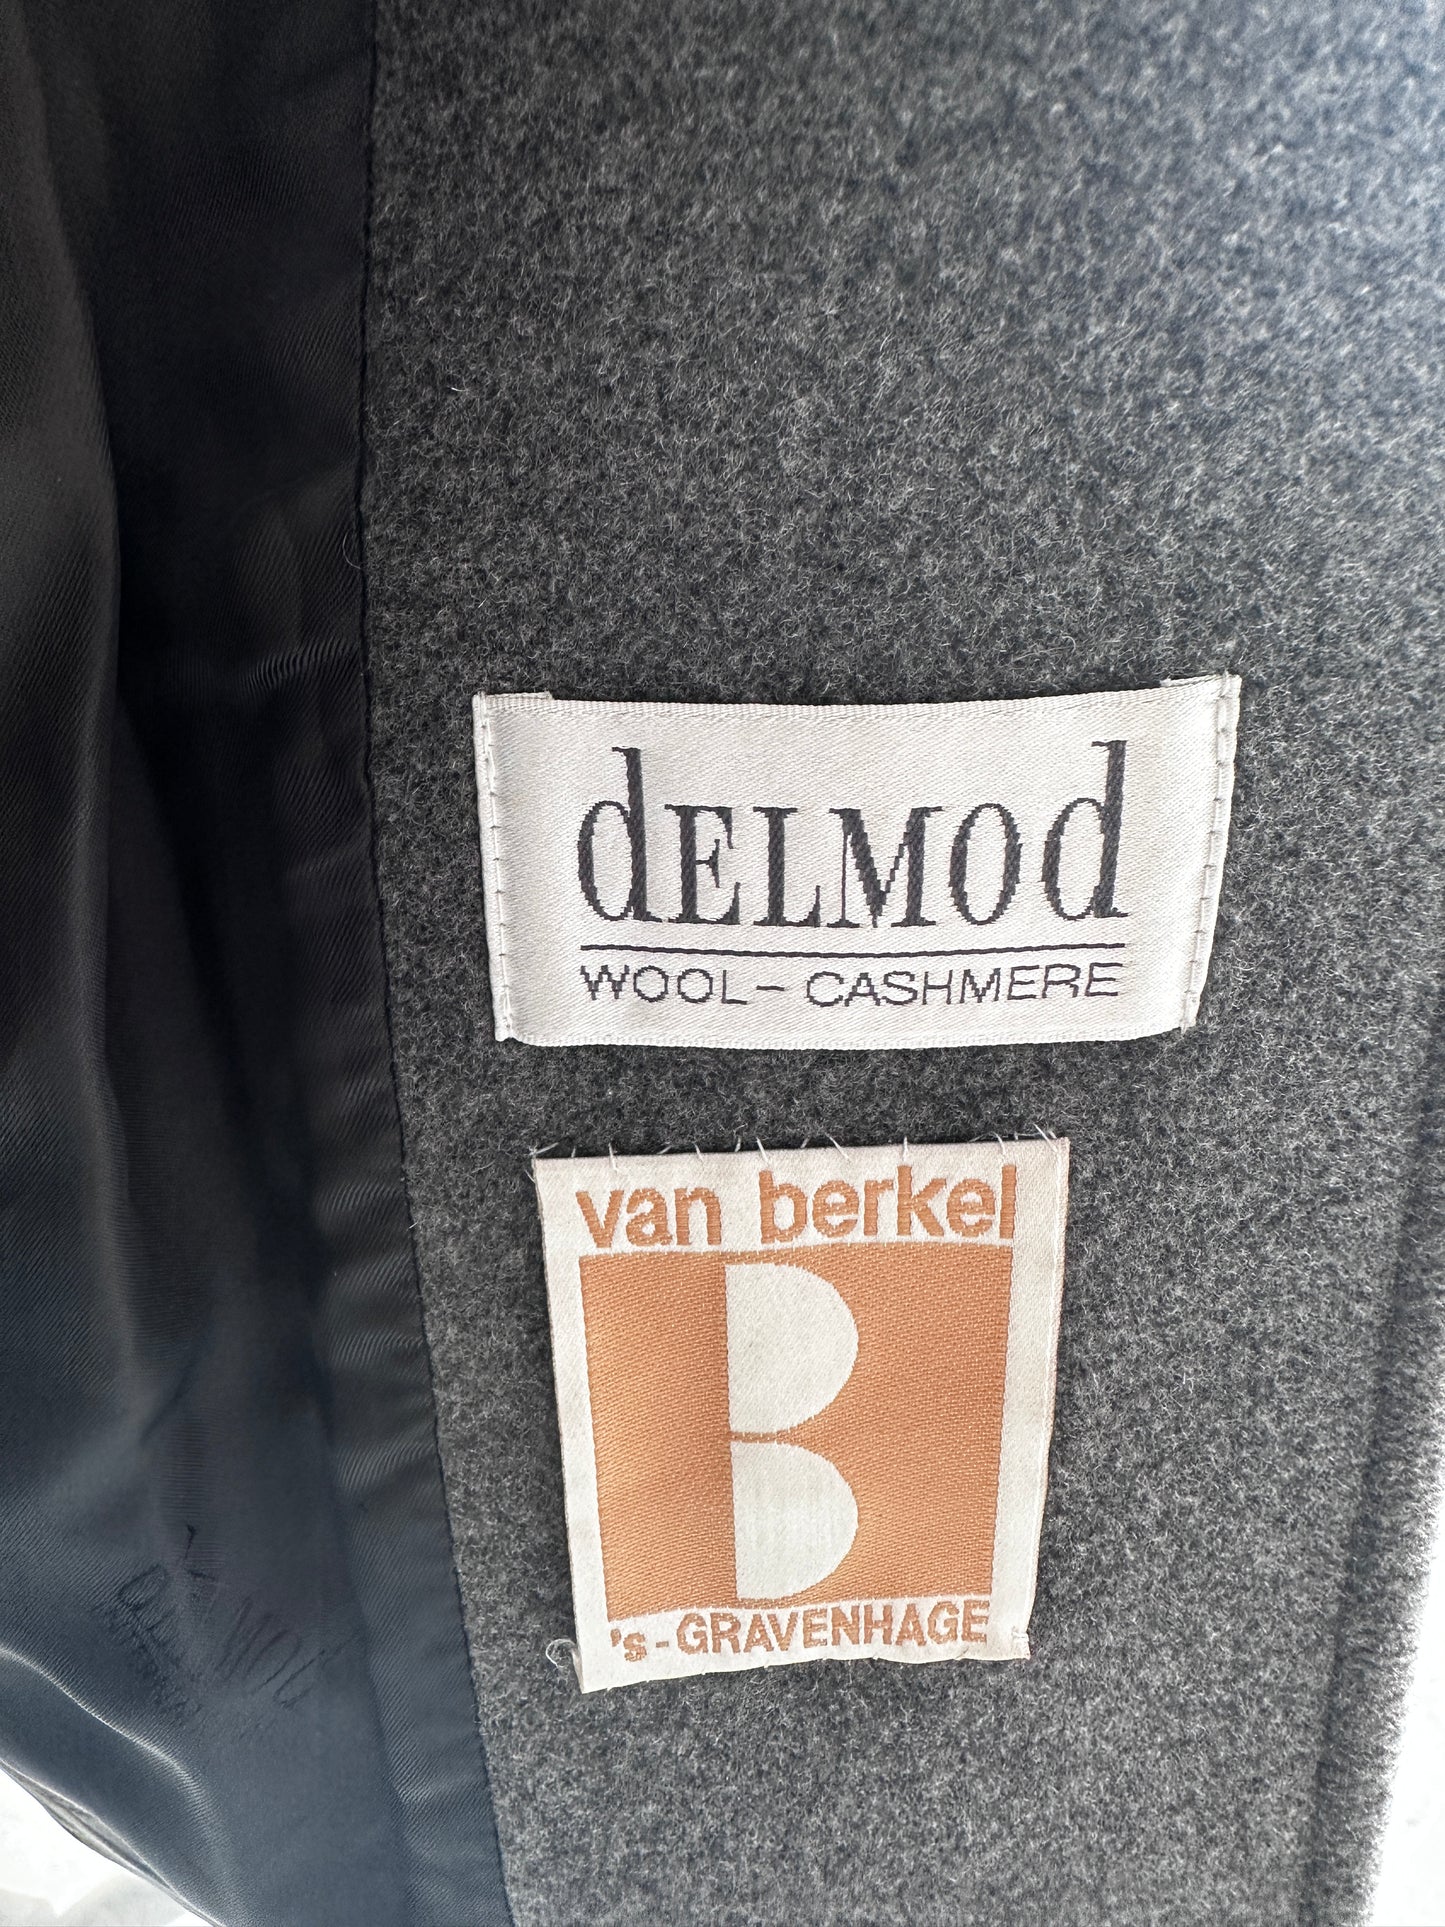 dELMOd
WOOL - CASHMERE
van berkel
B
's-GRAVENHAGE